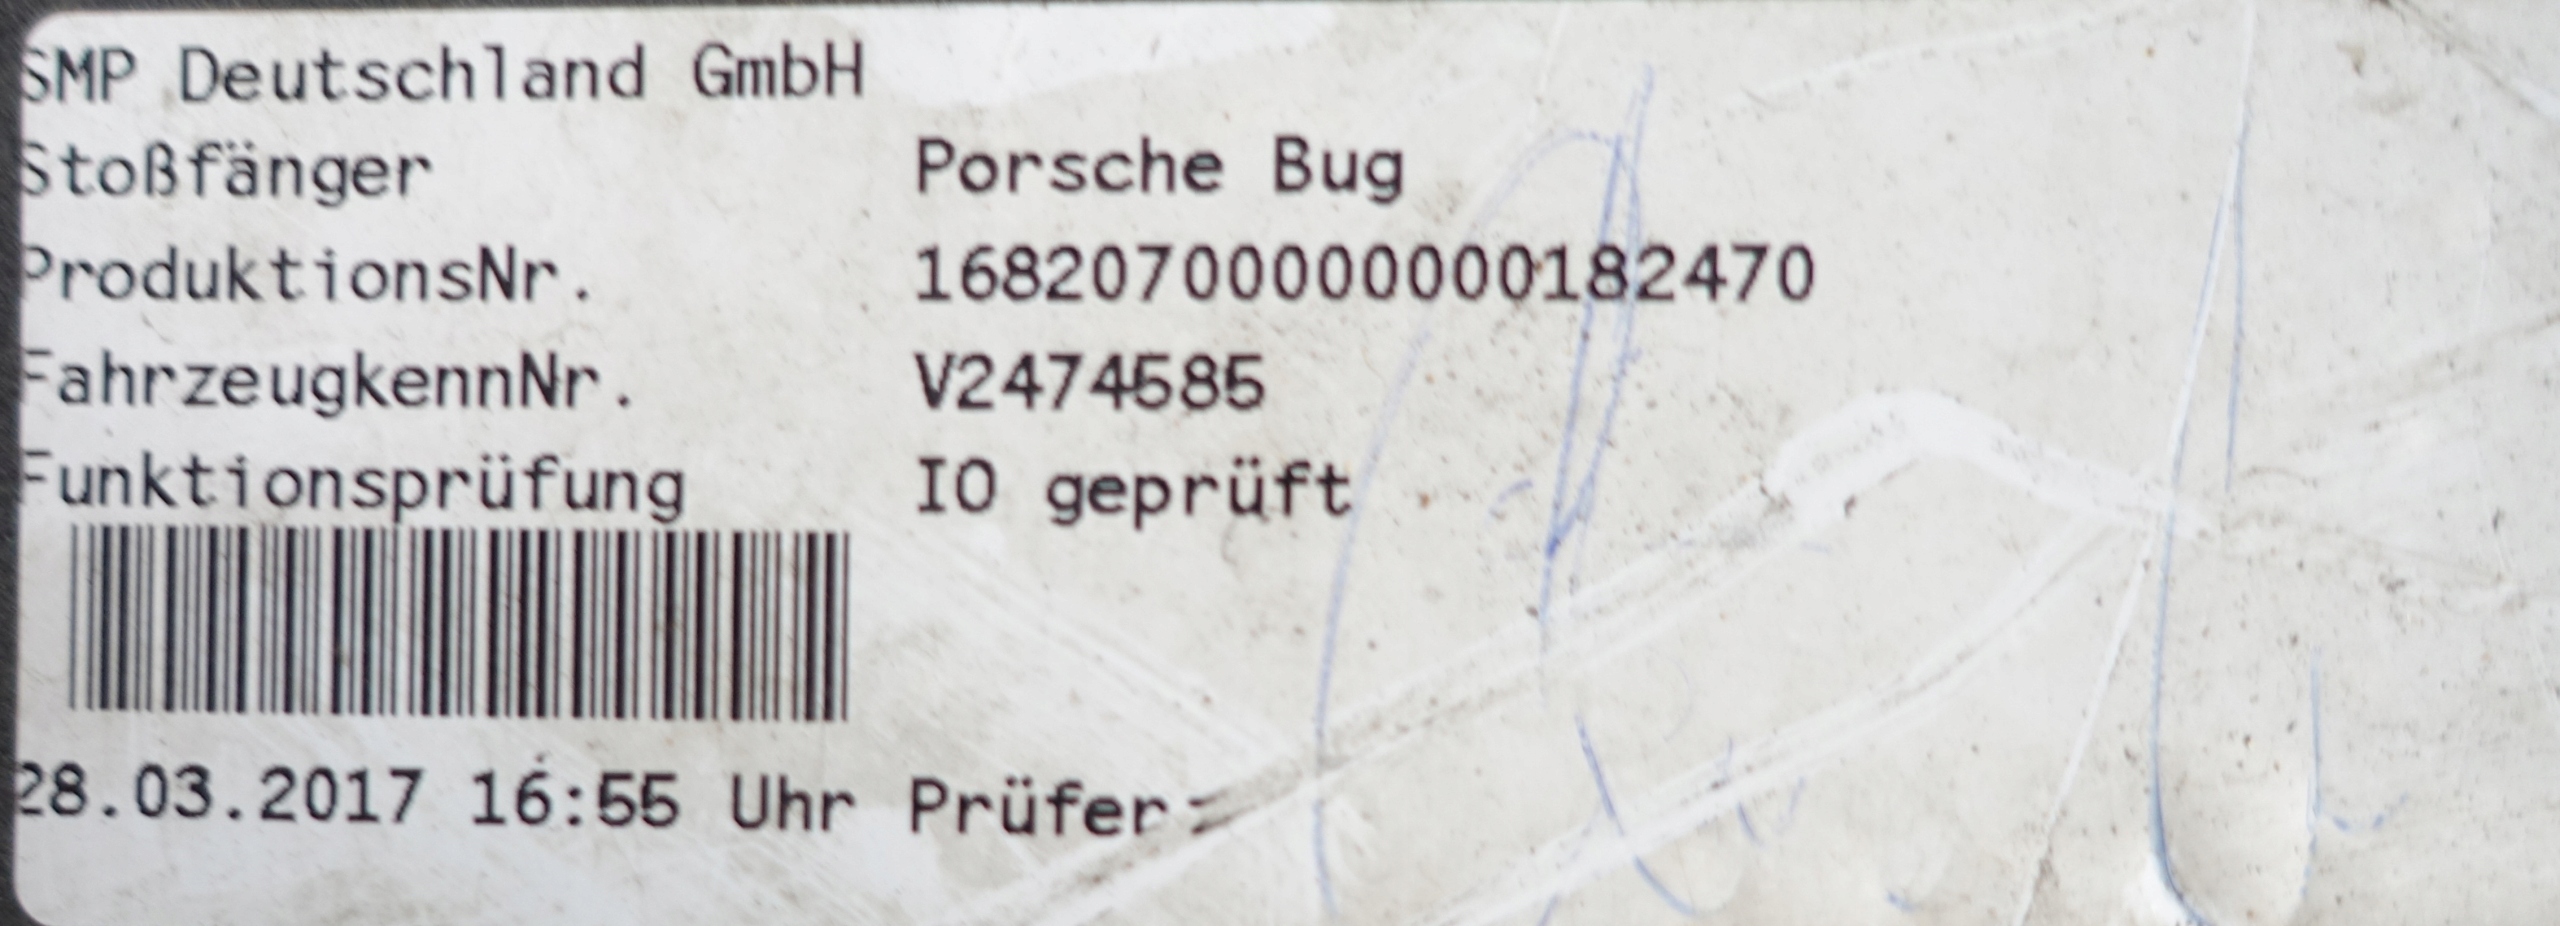 SMP Deutschland GmbH
Stoßfänger Porsche Bug
ProduktionsNr. 168207000000000182470
FahrzeugkennNr. V2474585
Funktionsprüfung IO geprüft
28.03.2017 16:55 Uhr Prüfer: